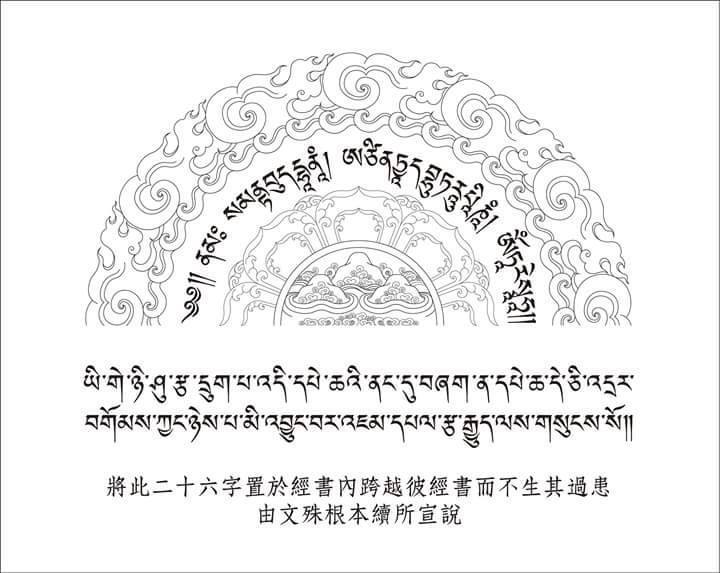 ༄།། ནམཿ
ཡི་གེ་ཉི་ཤུ་རྩ་དྲུག་པ་འདི་དཔེ་ཆའི་ནང་དུ་བཞག་ན་དཔེ་ཆ་དེ་ཅི་འདྲར་
བགོམས་ཀྱང་ཉེས་པ་མི་འབྱུང་བར་འཇམ་དཔལ་རྩ་རྒྱུད་ལས་གསུངས་སོ།།
將此二十六字置於經書內跨越彼經書而不生其過患
由文殊根本續所宣說